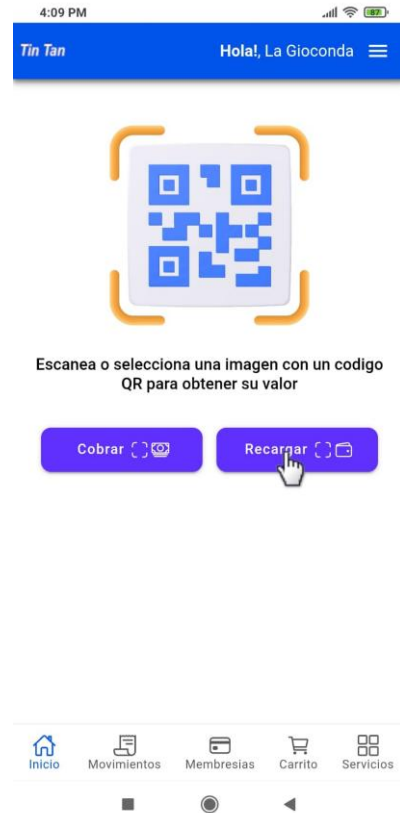 4:09 PM
87
Tin Tan
Hola!, La Gioconda
Escanea o selecciona una imagen con un codigo
QR para obtener su valor
Cobrar
Recargar
Inicio
Movimientos
Membresias
Carrito
Servicios